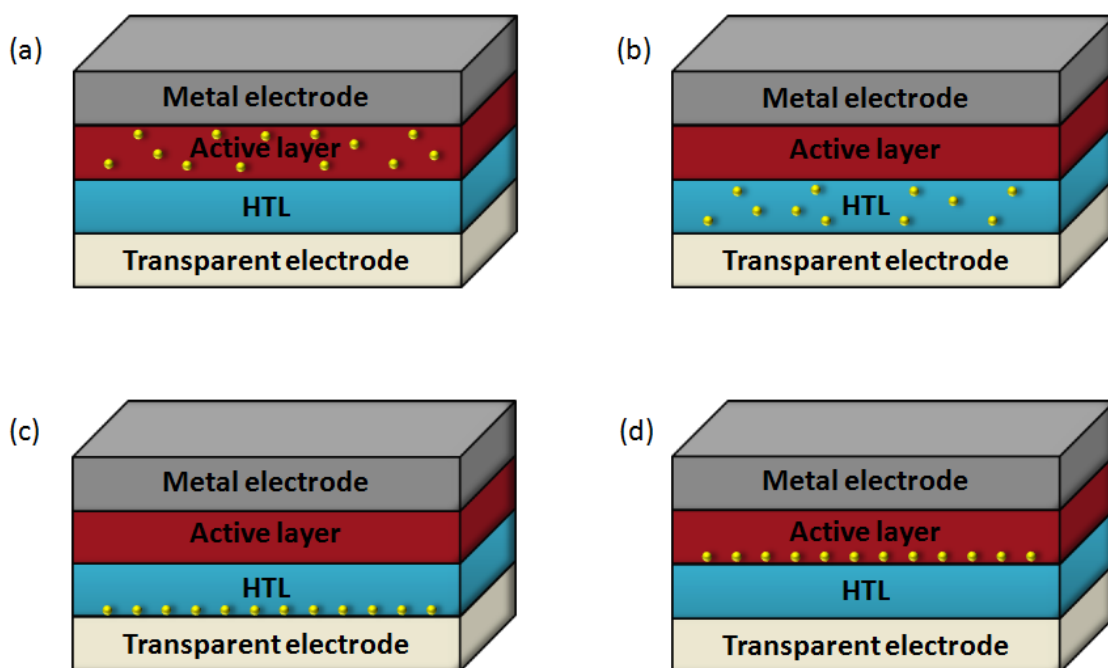 (a)
Metal electrode
Active layer
HTL
Transparent electrode
(b)
Metal electrode
Active layer
HTL
Transparent electrode
(c)
Metal electrode
Active layer
HTL
Transparent electrode
(d)
Metal electrode
Active layer
HTL
Transparent electrode